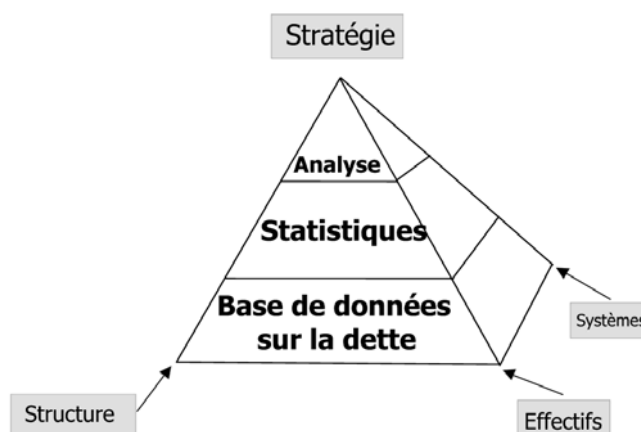 Stratégie
Analyse
Statistiques
Base de données
sur la dette
Systèmes
Structure
Effectifs